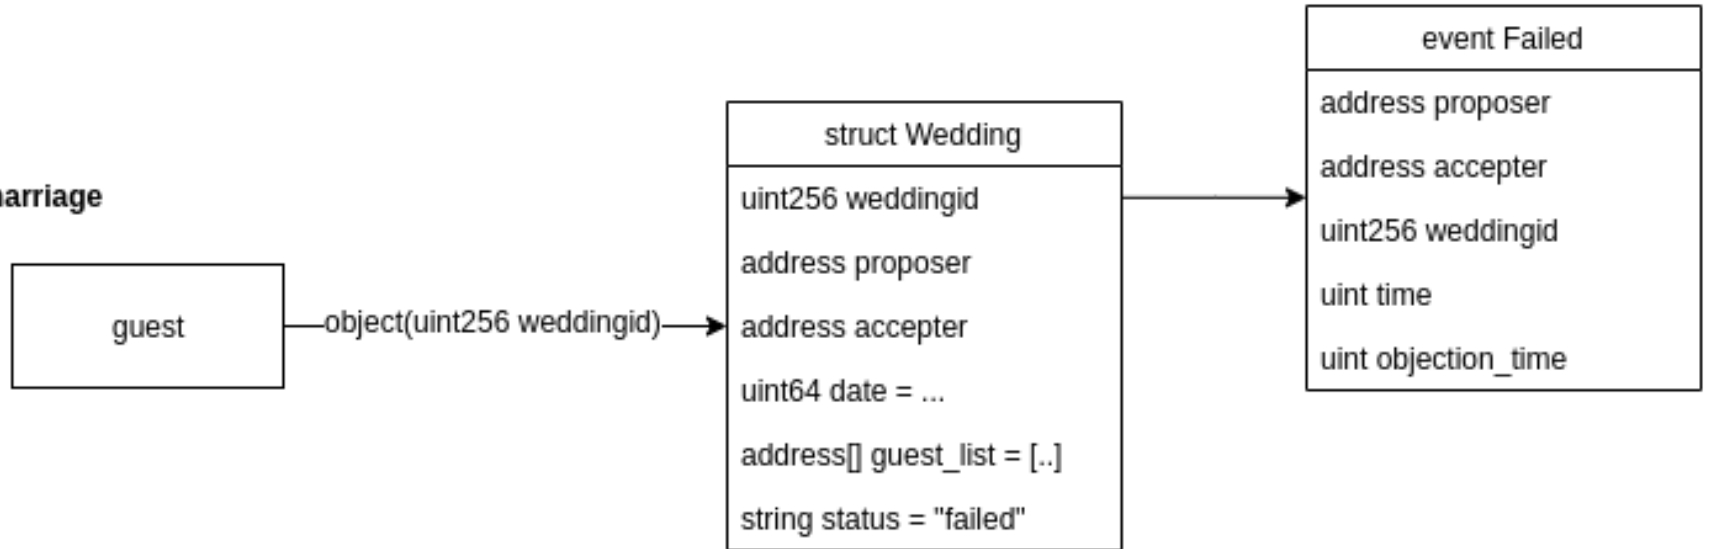 arriage
guest
object(uint256 weddingid)
struct Wedding
uint256 weddingid
address proposer
address accepter
uint64 date = ...
address[] guest_list = [..]
string status = "failed"
event Failed
address proposer
address accepter
uint256 weddingid
uint time
uint objection_time